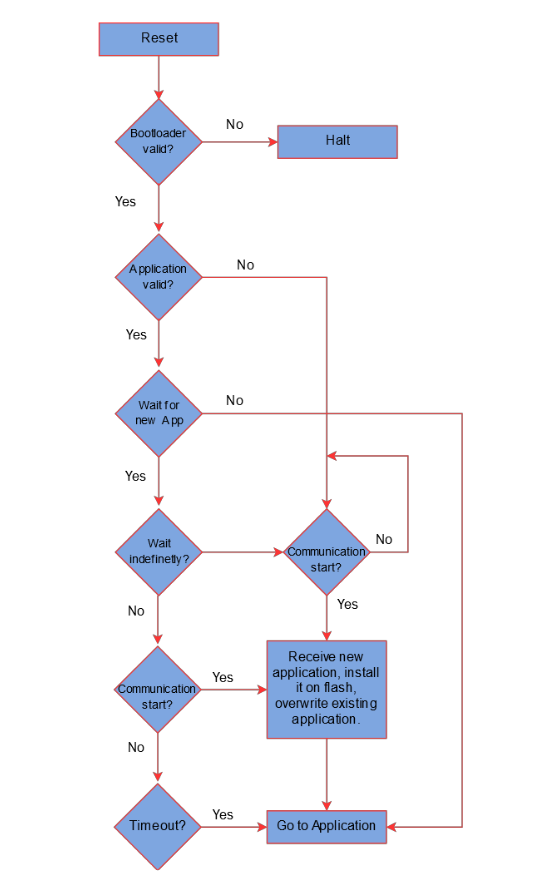 Reset
Bootloader
valid?
No
Halt
Yes
Application
valid?
No
Yes
Wait for
new App
No
Yes
Wait
indefinetly?
Communication
start?
No
No
Yes
Communication
start?
Yes
Receive new
application, install
it on flash,
overwrite existing
application.
No
Timeout?
Yes
Go to Application